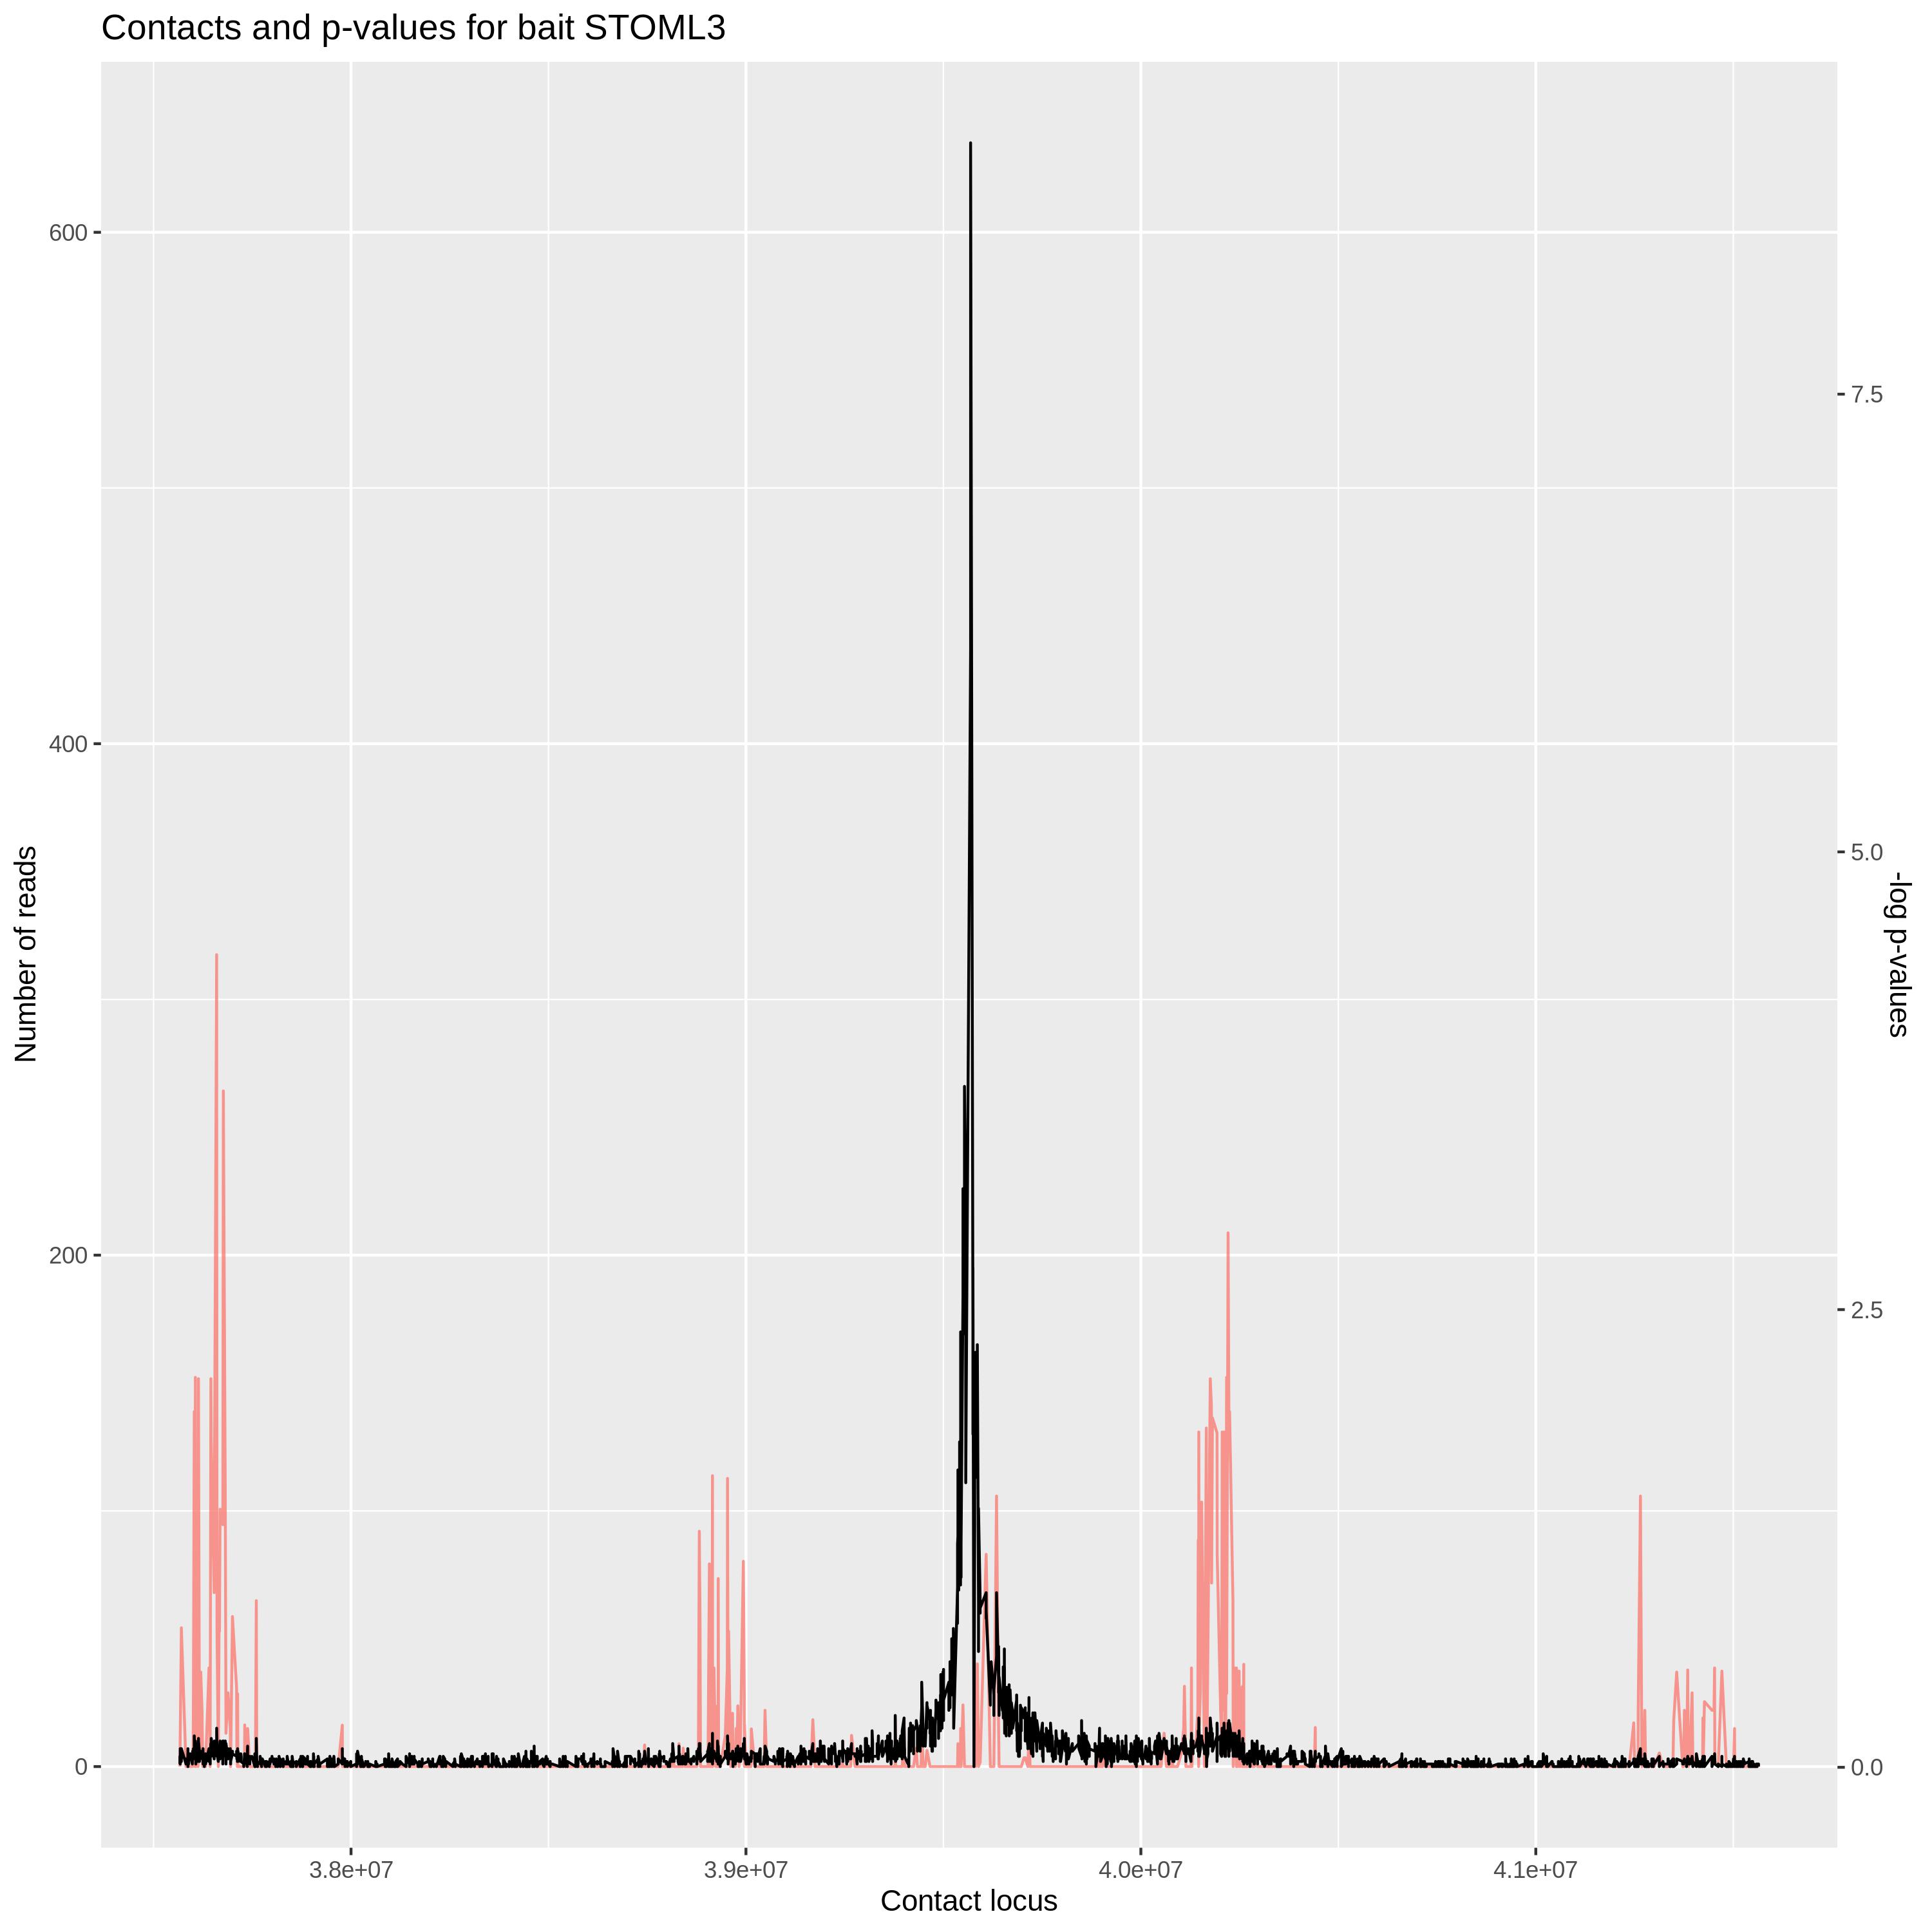 Contacts and p-values for bait STOML3
Number of reads
600
400
200
0
7.5
5.0
2.5
0.0
-log p-values
3.8e+07
3.9e+07
4.0e+07
4.1e+07
Contact locus